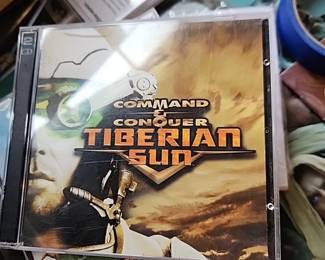 COMMAND
&
CONQUER
TIBERIAN
SUN